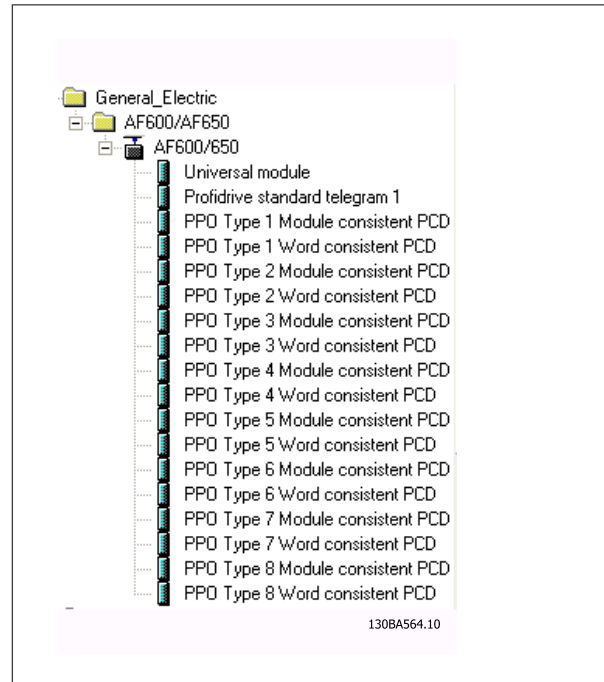 General_Electric
AF600/AF650
AF600/650
Universal module
Profidrive standard telegram 1
PPO Type 1 Module consistent PCD
PPO Type 1 Word consistent PCD
PPO Type 2 Module consistent PCD
PPO Type 2 Word consistent PCD
PPO Type 3 Module consistent PCD
PPO Type 3 Word consistent PCD
PPO Type 4 Module consistent PCD
PPO Type 4 Word consistent PCD
PPO Type 5 Module consistent PCD
PPO Type 5 Word consistent PCD
PPO Type 6 Module consistent PCD
PPO Type 6 Word consistent PCD
PPO Type 7 Module consistent PCD
PPO Type 7 Word consistent PCD
PPO Type 8 Module consistent PCD
PPO Type 8 Word consistent PCD
130BA564.10